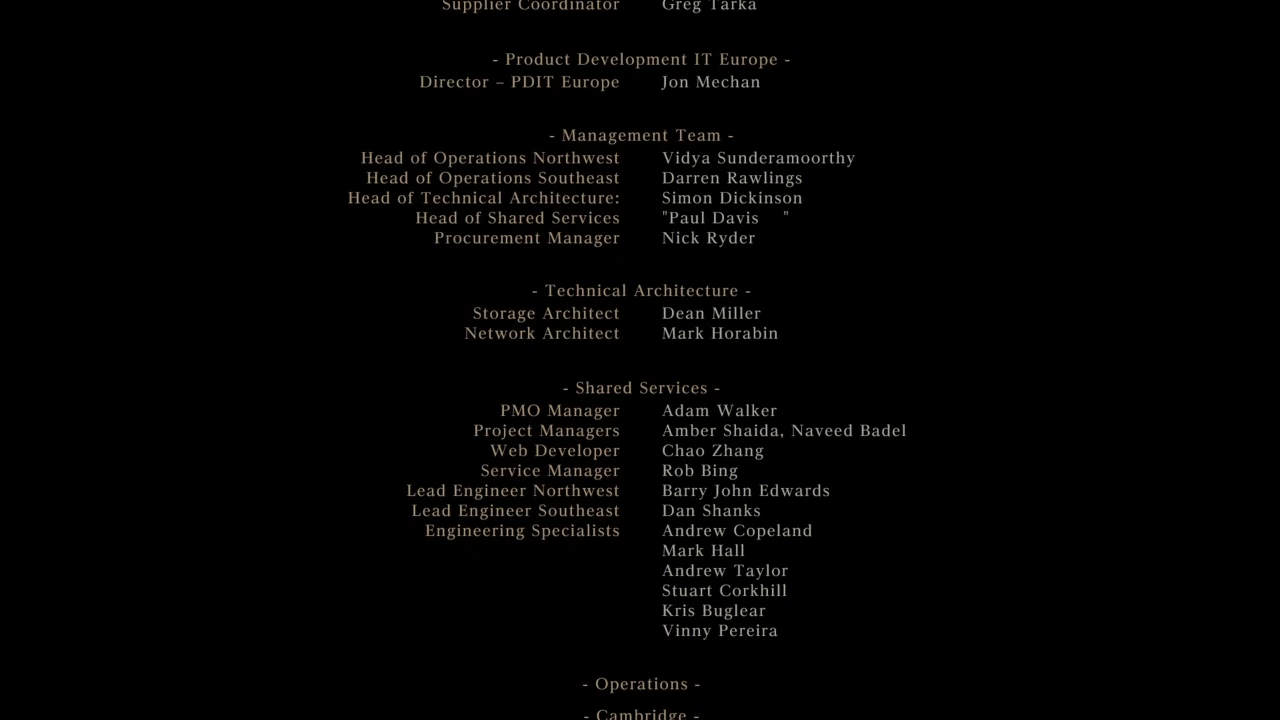 Supplier Coordinator Greg Tarka
- Product Development IT Europe -
Director – PDIT Europe Jon Mechan
- Management Team -
Head of Operations Northwest Vidya Sunderamoorthy
Head of Operations Southeast Darren Rawlings
Head of Technical Architecture: Simon Dickinson
Head of Shared Services "Paul Davis "
Procurement Manager Nick Ryder
- Technical Architecture -
Storage Architect Dean Miller
Network Architect Mark Horabin
- Shared Services -
PMO Manager Adam Walker
Project Managers Amber Shaida, Naveed Badel
Web Developer Chao Zhang
Service Manager Rob Bing
Lead Engineer Northwest Barry John Edwards
Lead Engineer Southeast Dan Shanks
Engineering Specialists Andrew Copeland
Mark Hall
Andrew Taylor
Stuart Corkhill
Kris Buglear
Vinny Pereira
- Operations -
- Cambridge -